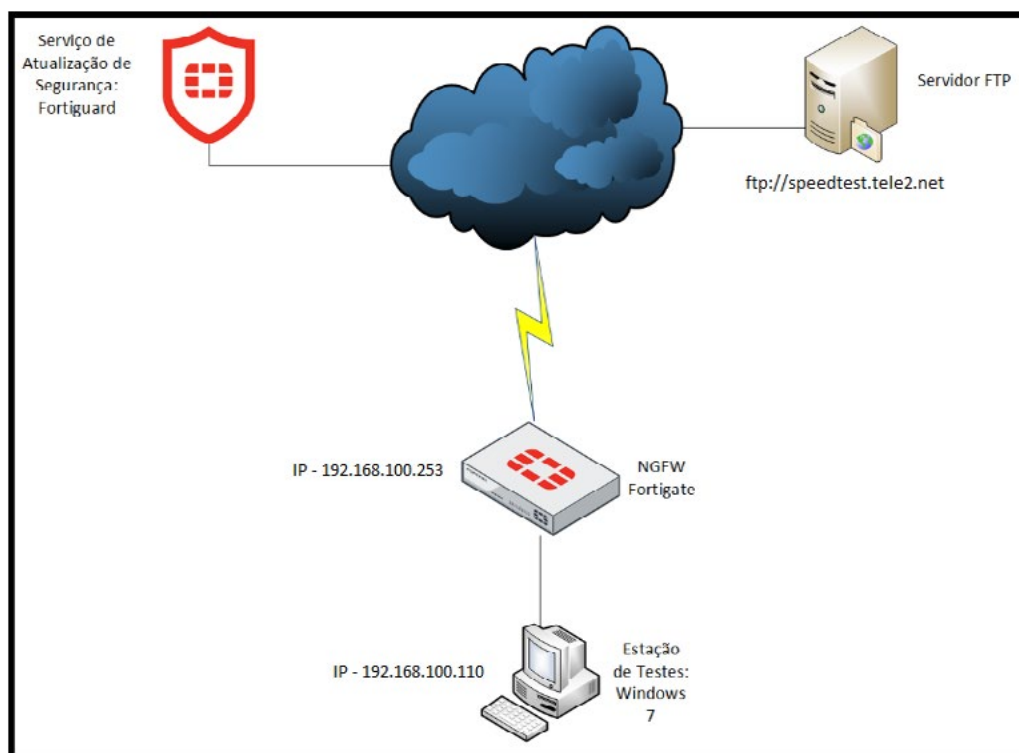 Serviço de
Atualização de
Segurança:
Fortiguard
Servidor FTP
ftp://speedtest.tele2.net
IP - 192.168.100.253
NGFW
Fortigate
IP - 192.168.100.110
Estação
de Testes:
Windows
7